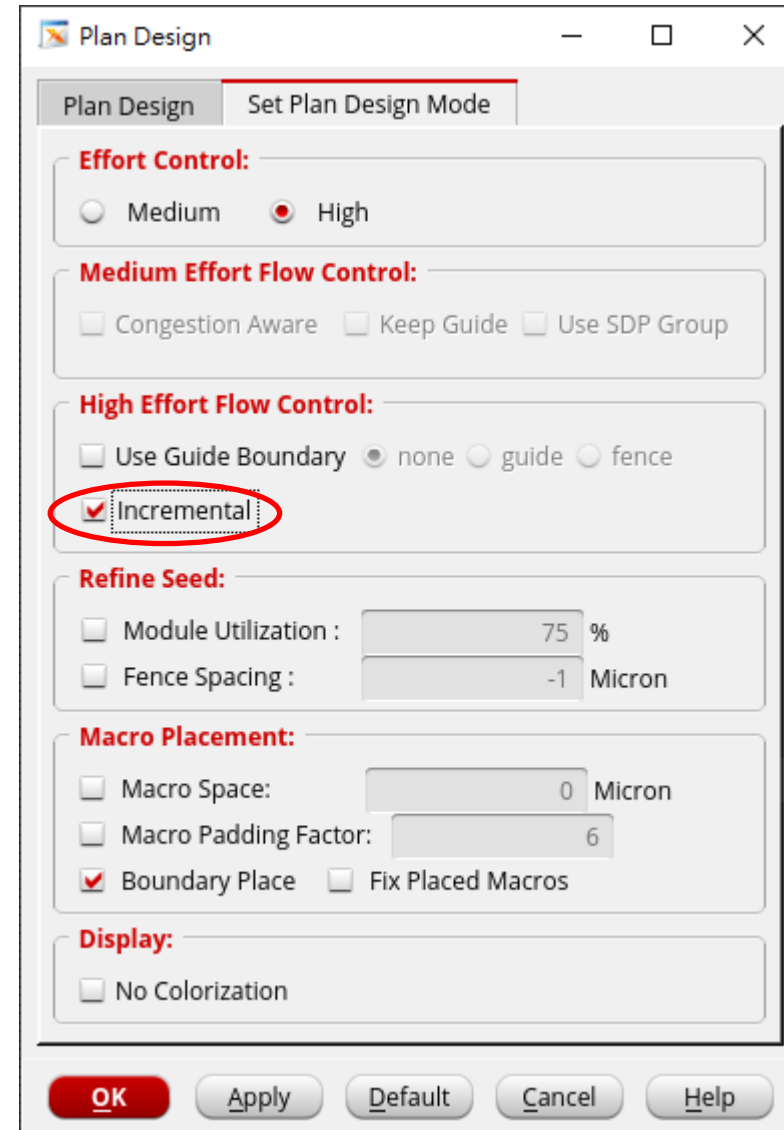 Plan Design
Plan Design Set Plan Design Mode
Effort Control:
Medium High
Medium Effort Flow Control:
Congestion Aware Keep Guide Use SDP Group
High Effort Flow Control:
Use Guide Boundary none guide fence
Incremental
Refine Seed:
Module Utilization : 75 %
Fence Spacing : -1 Micron
Macro Placement:
Macro Space: 0 Micron
Macro Padding Factor: 6
Boundary Place Fix Placed Macros
Display:
No Colorization
OK Apply Default Cancel Help